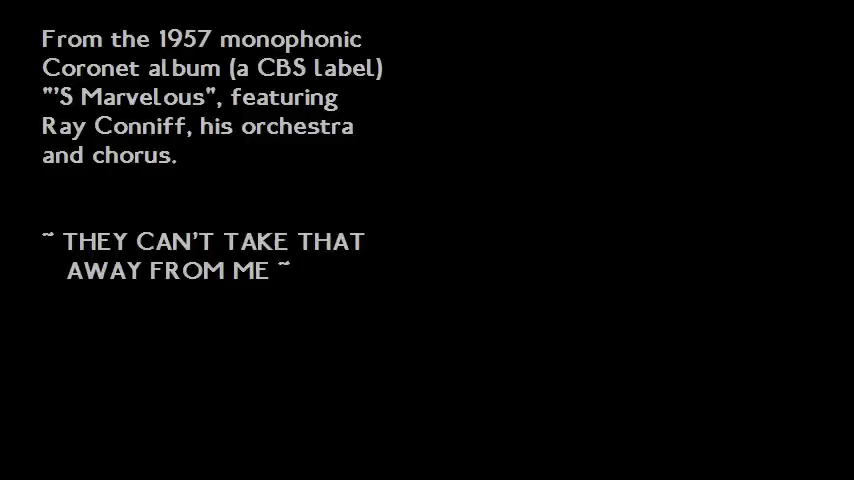 From the 1957 monophonic
Coronet album (a CBS label)
"'S Marvelous", featuring
Ray Conniff, his orchestra
and chorus.
~ THEY CAN'T TAKE THAT
AWAY FROM ME ~